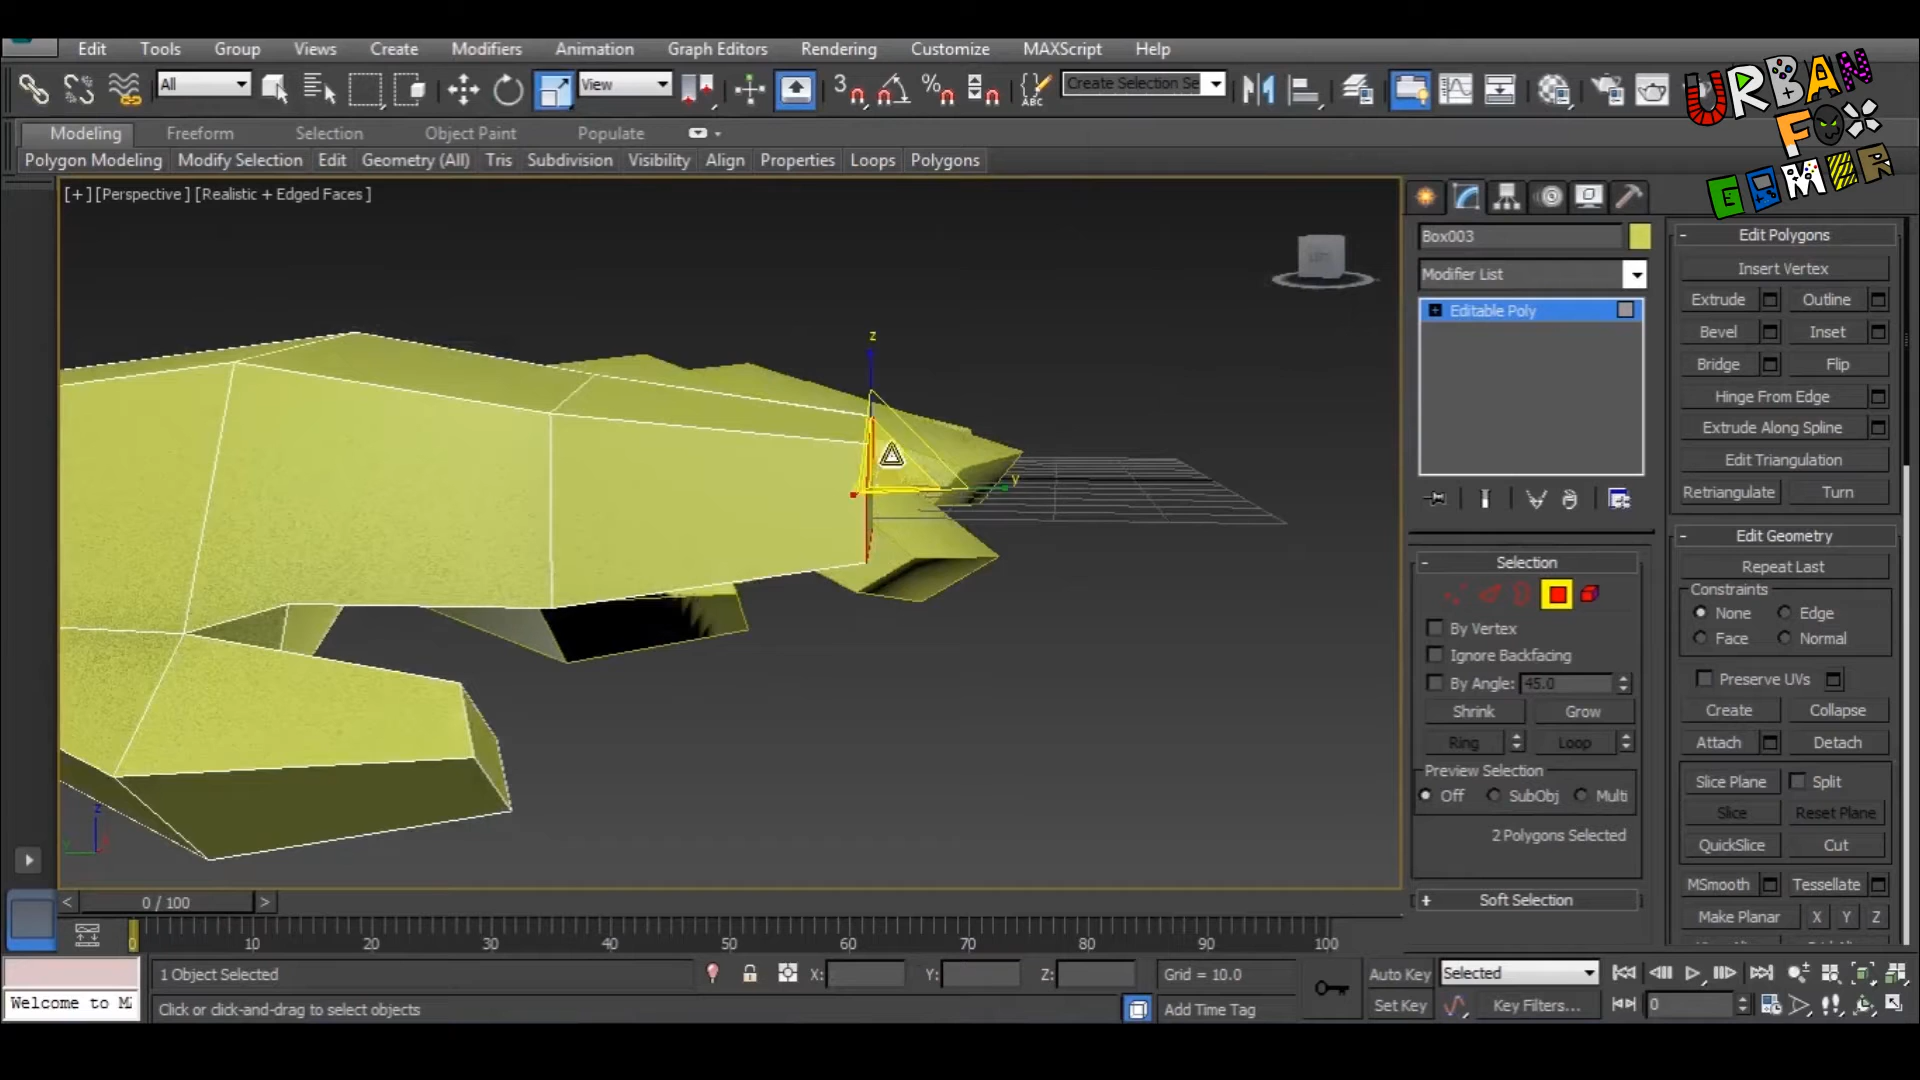 Edit Tools Group Views Create Modifiers Animation Graph Editors Rendering Customize MAXScript Help
All View 3 % ABC Create Selection Se
URBAN FOX GAMER
Modeling Freeform Selection Object Paint Populate
Polygon Modeling Modify Selection Edit Geometry (All) Tris Subdivision Visibility Align Properties Loops Polygons
[+] [Perspective] [Realistic + Edged Faces]
z
y
z
Box003
Modifier List
Editable Poly
Selection
By Vertex
Ignore Backfacing
By Angle: 45.0
Shrink Grow
Ring Loop
Preview Selection
Off SubObj Multi
2 Polygons Selected
Soft Selection
Edit Polygons
Insert Vertex
Extrude Outline
Bevel Inset
Bridge Flip
Hinge From Edge
Extrude Along Spline
Edit Triangulation
Retriangulate Turn
Edit Geometry
Repeat Last
Constraints
None Edge
Face Normal
Preserve UVs
Create Collapse
Attach Detach
Slice Plane Split
Slice Reset Plane
QuickSlice Cut
MSmooth Tessellate
Make Planar X Y Z
< 0 / 100 >
0 10 20 30 40 50 60 70 80 90 100
1 Object Selected X: Y: Z: Grid = 10.0 Auto Key Selected
Welcome to M Click or click-and-drag to select objects Add Time Tag Set Key Key Filters... 0